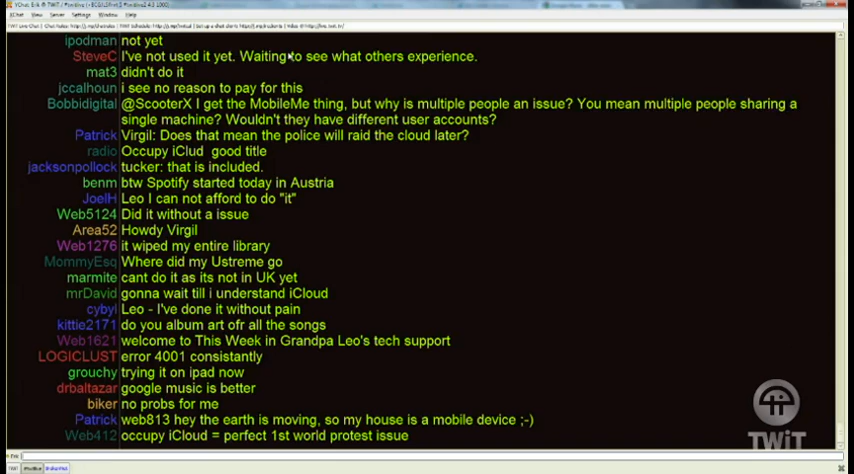 Chat Window Server Settings Window Help
ipodman not yet
SteveC I've not used it yet. Waiting to see what others experience.
mat3 didn't do it
jccalhoun i see no reason to pay for this
Bobbidigital @ScooterX I get the MobileMe thing, but why is multiple people an issue? You mean multiple people sharing a
single machine? Wouldn't they have different user accounts?
Patrick Virgil: Does that mean the police will raid the cloud later?
radio Occupy iClud good title
jacksonpollock tucker: that is included.
benm btw Spotify started today in Austria
JoelH Leo I can not afford to do "it"
Web5124 Did it without a issue
Area52 Howdy Virgil
Web1276 it wiped my entire library
MommyEsq Where did my Ustreme go
marmite cant do it as its not in UK yet
mrDavid gonna wait till i understand iCloud
cybyl Leo - I've done it without pain
kittie2171 do you album art ofr all the songs
Web1621 welcome to This Week in Grandpa Leo's tech support
LOGICLUST error 4001 consistantly
grouchy trying it on ipad now
drbaltazar google music is better
biker no probs for me
Patrick web813 hey the earth is moving, so my house is a mobile device ;-)
Web412 occupy iCloud = perfect 1st world protest issue
TWiT